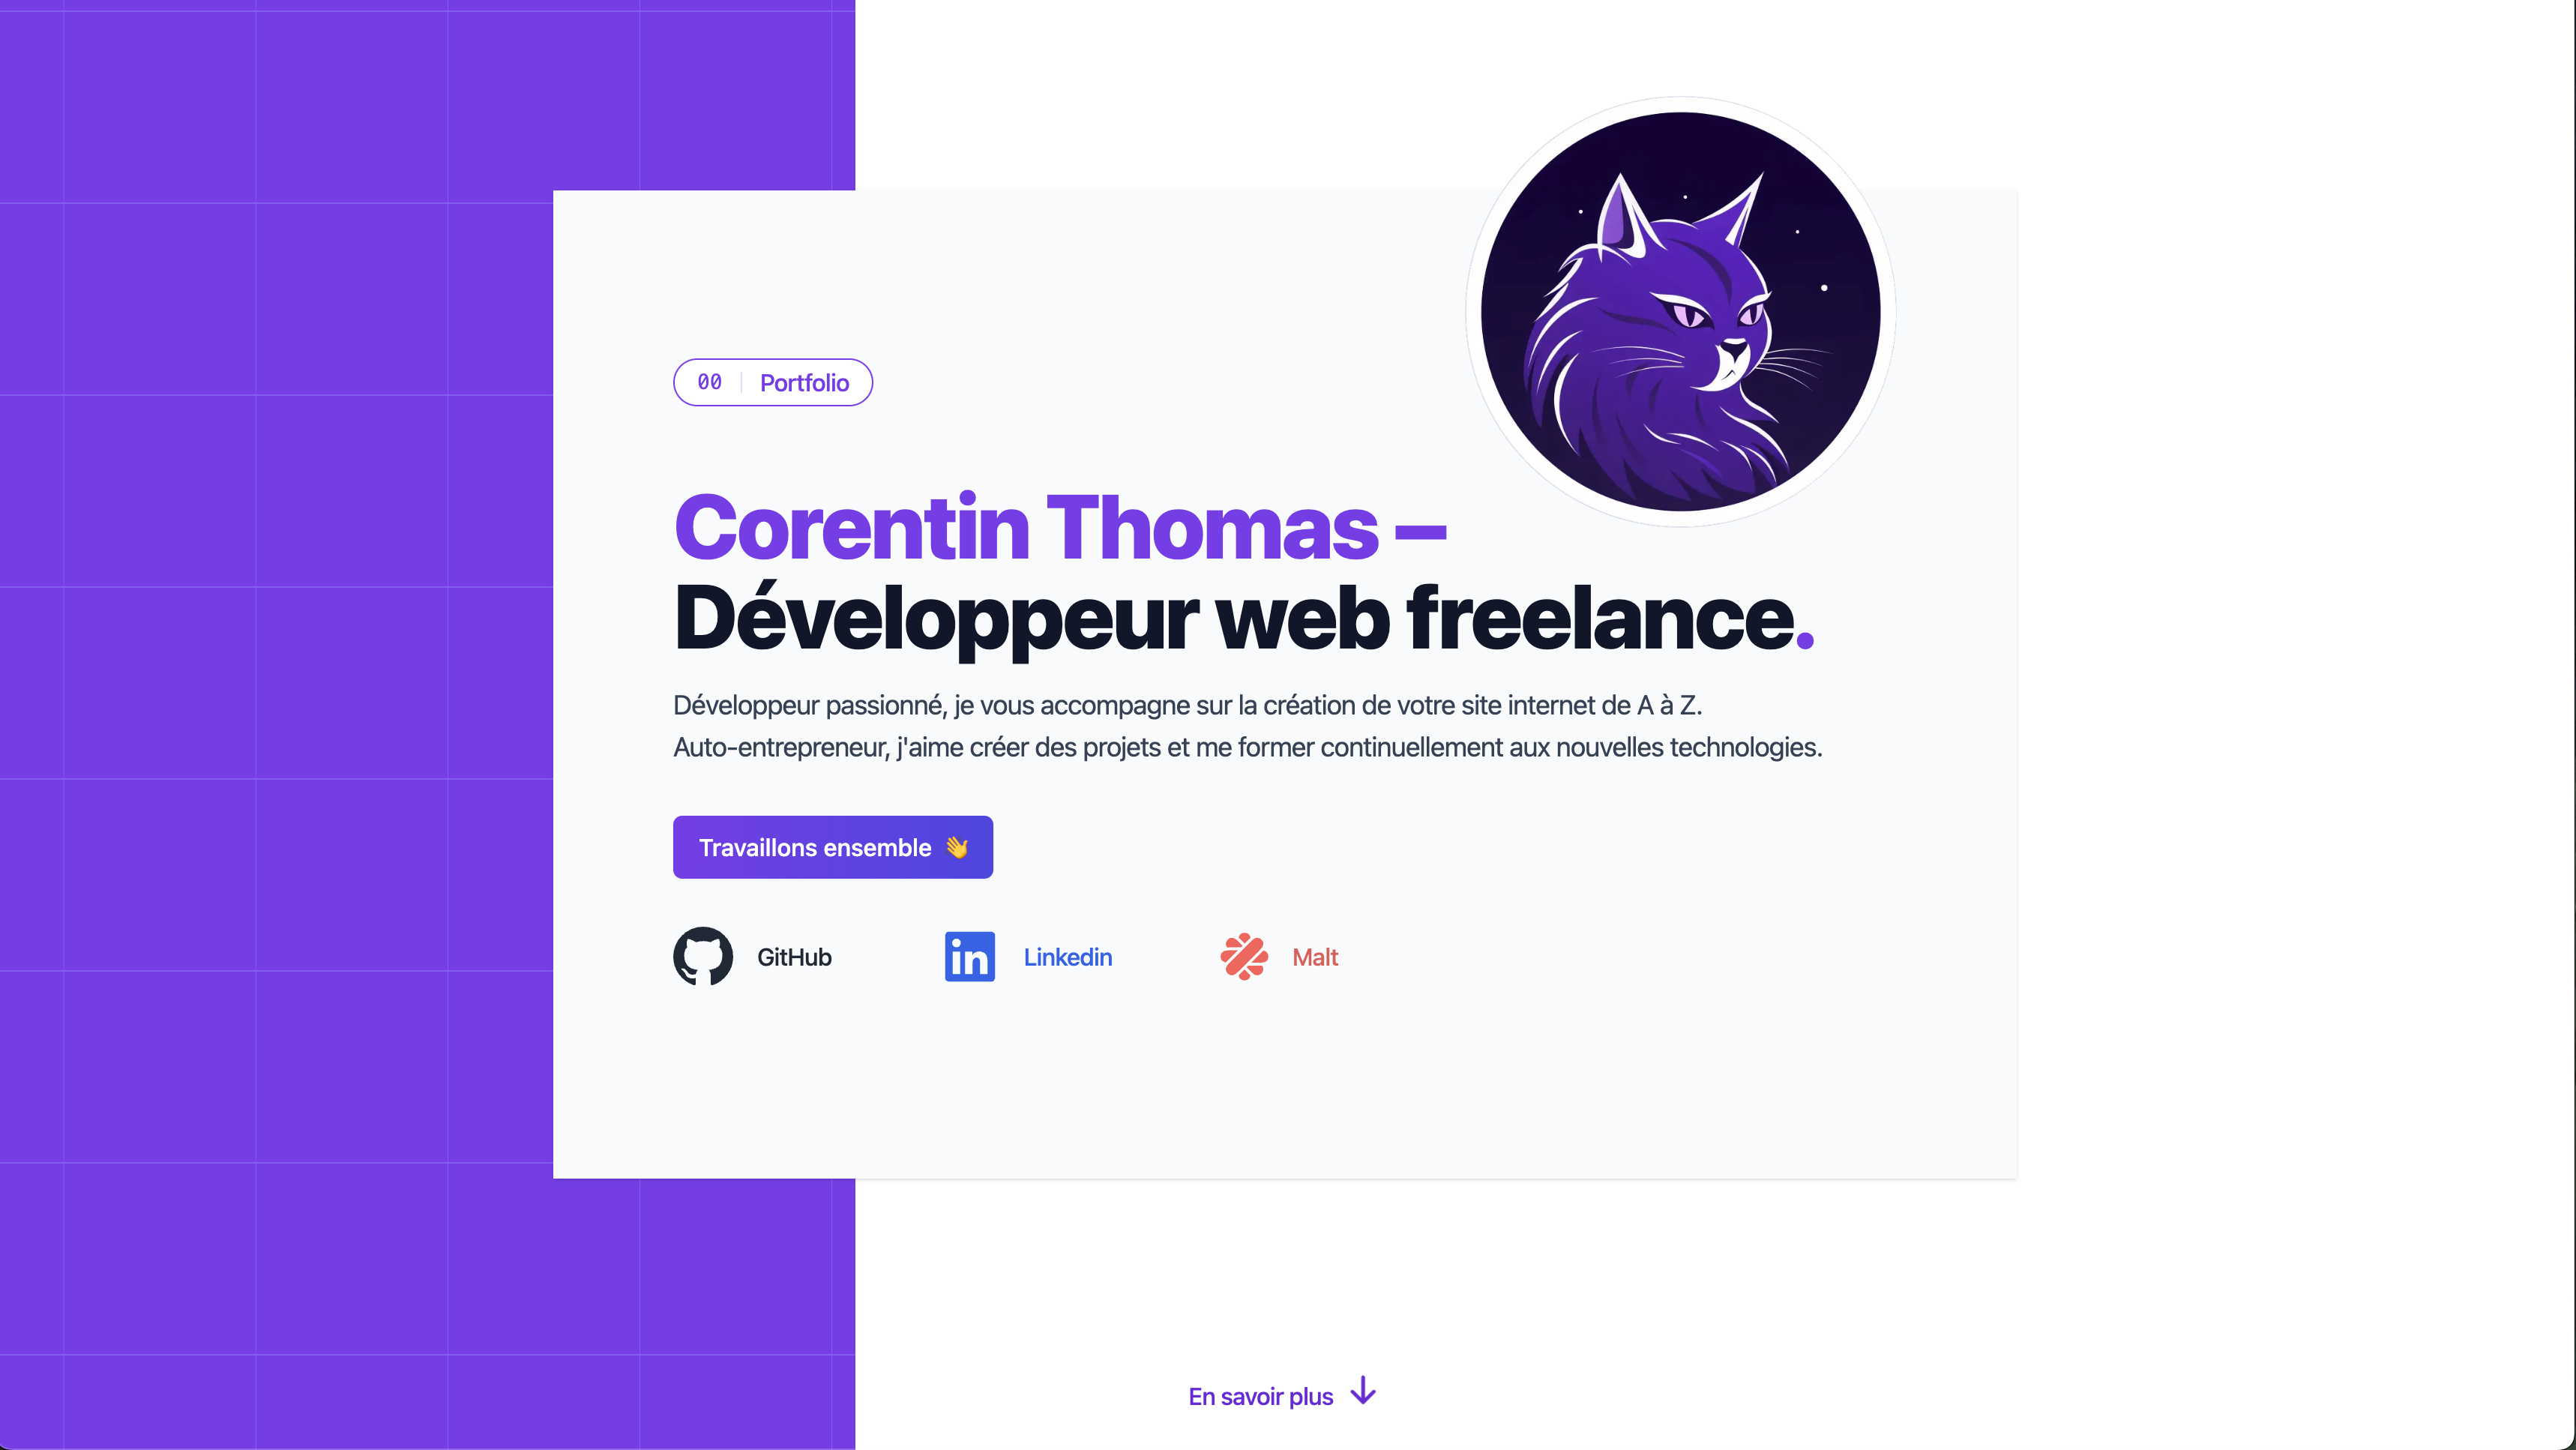 00 Portfolio
Corentin Thomas –
Développeur web freelance.
Développeur passionné, je vous accompagne sur la création de votre site internet de A à Z.
Auto-entrepreneur, j'aime créer des projets et me former continuellement aux nouvelles technologies.
Travaillons ensemble 👋
GitHub
in Linkedin
Malt
En savoir plus ↓